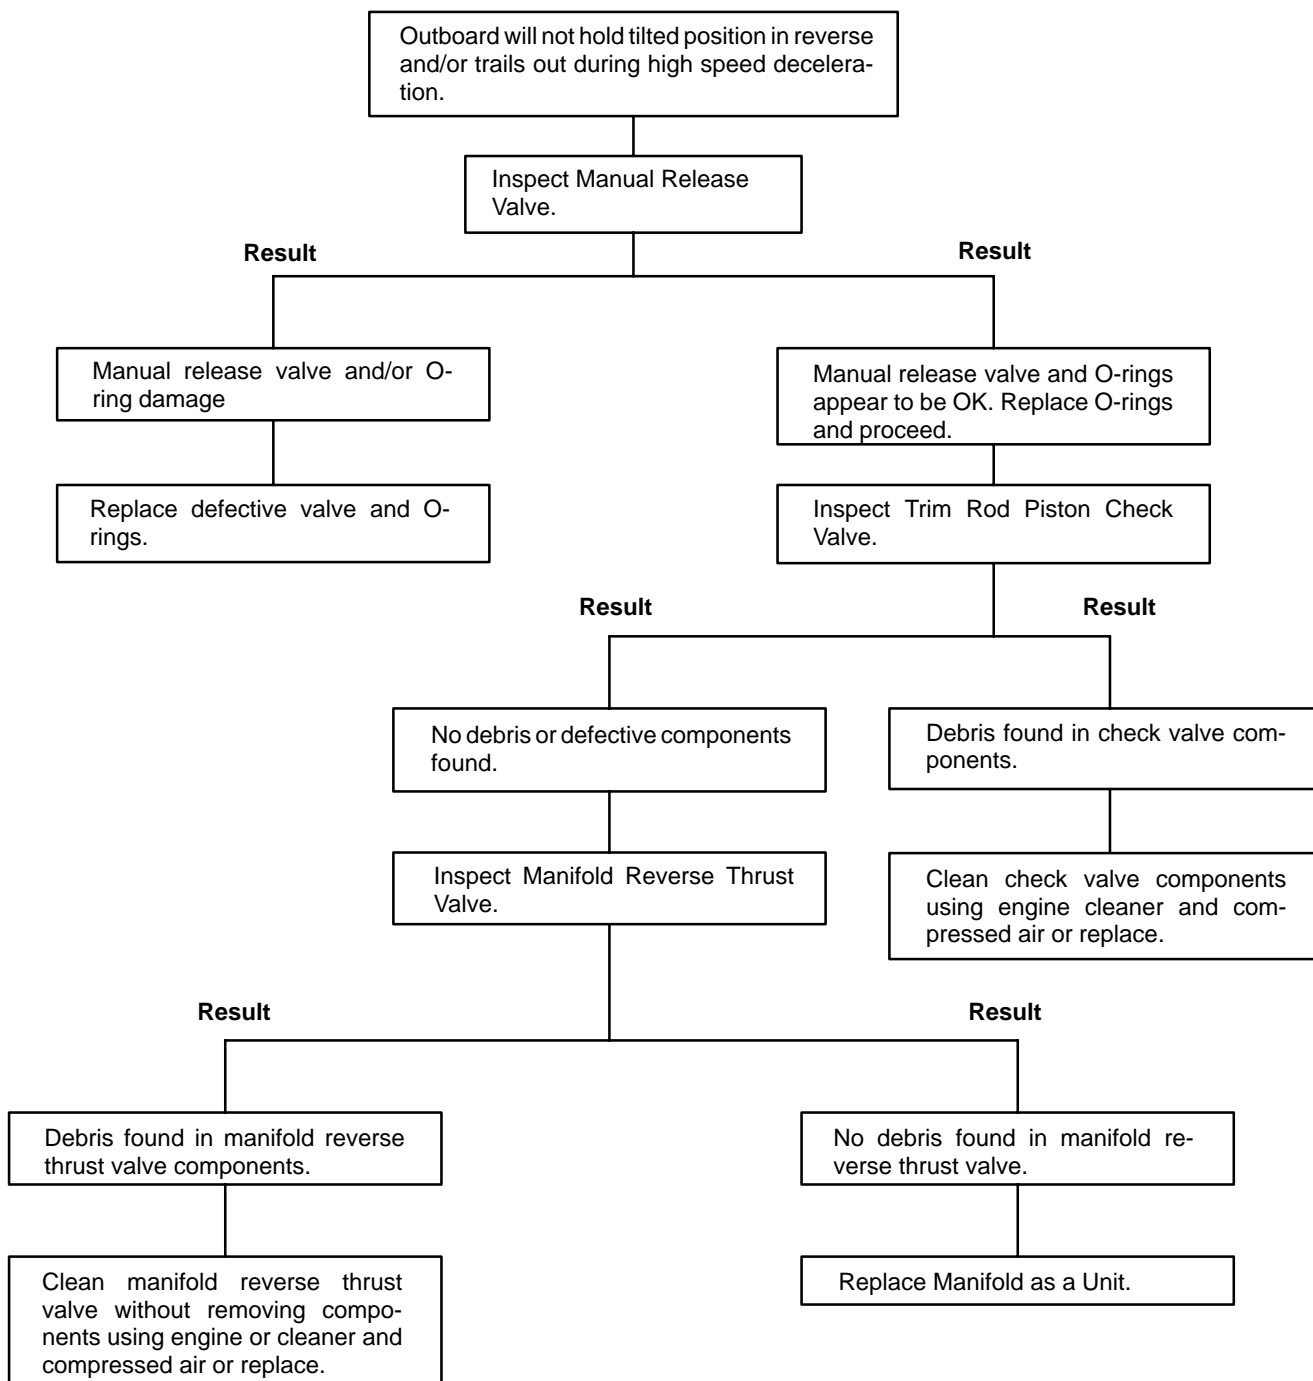 Outboard will not hold tilted position in reverse
and/or trails out during high speed decelera-
tion.
Inspect Manual Release
Valve.
Result
Result
Manual release valve and/or O-
ring damage
Manual release valve and O-rings
appear to be OK. Replace O-rings
and proceed.
Replace defective valve and O-
rings.
Inspect Trim Rod Piston Check
Valve.
Result
Result
No debris or defective components
found.
Debris found in check valve com-
ponents.
Inspect Manifold Reverse Thrust
Valve.
Clean check valve components
using engine cleaner and com-
pressed air or replace.
Result
Result
Debris found in manifold reverse
thrust valve components.
No debris found in manifold re-
verse thrust valve.
Clean manifold reverse thrust
valve without removing compo-
nents using engine or cleaner and
compressed air or replace.
Replace Manifold as a Unit.